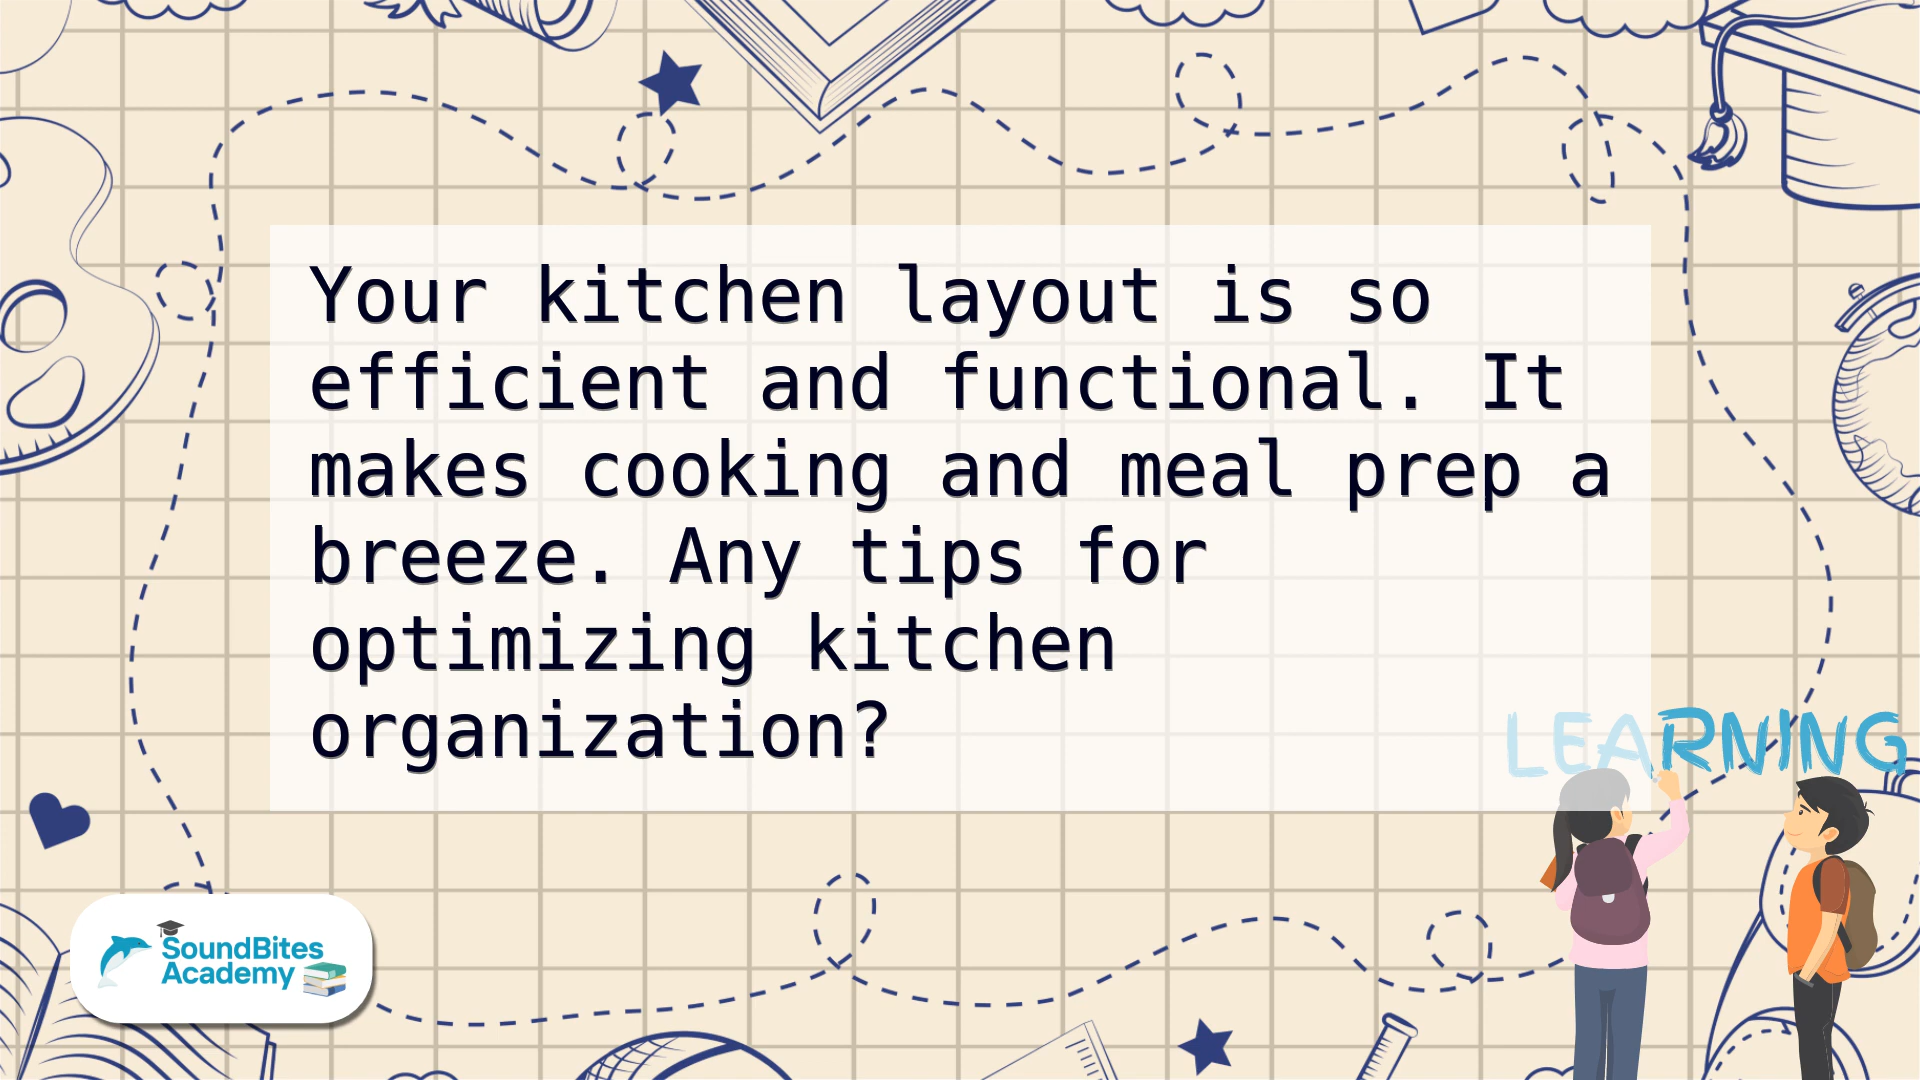 Your kitchen layout is so
efficient and functional. It
makes cooking and meal prep a
breeze. Any tips for
optimizing kitchen
organization?
LEARNING
SoundBites
Academy